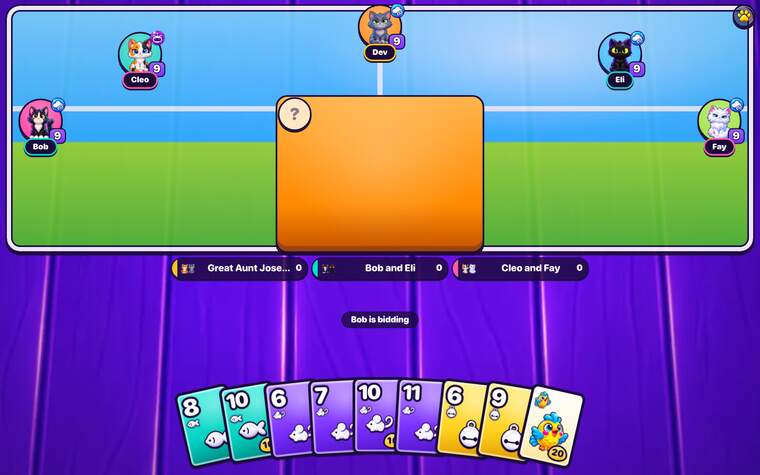 Dev
9
Cleo
9
Eli
9
Bob
9
Fay
9
?
Great Aunt Jose... 0
Bob and Eli 0
Cleo and Fay 0
Bob is bidding
8
10
6
7
10
11
6
9
20